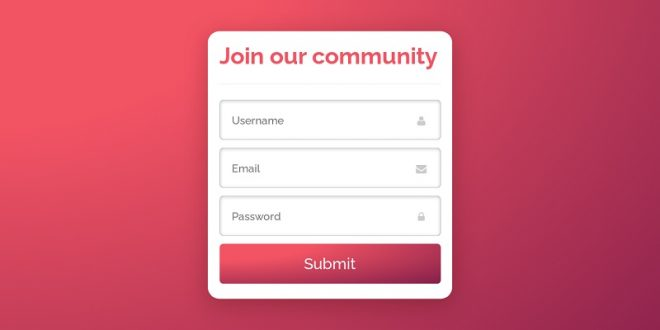 Join our community
Username
Email
Password
Submit